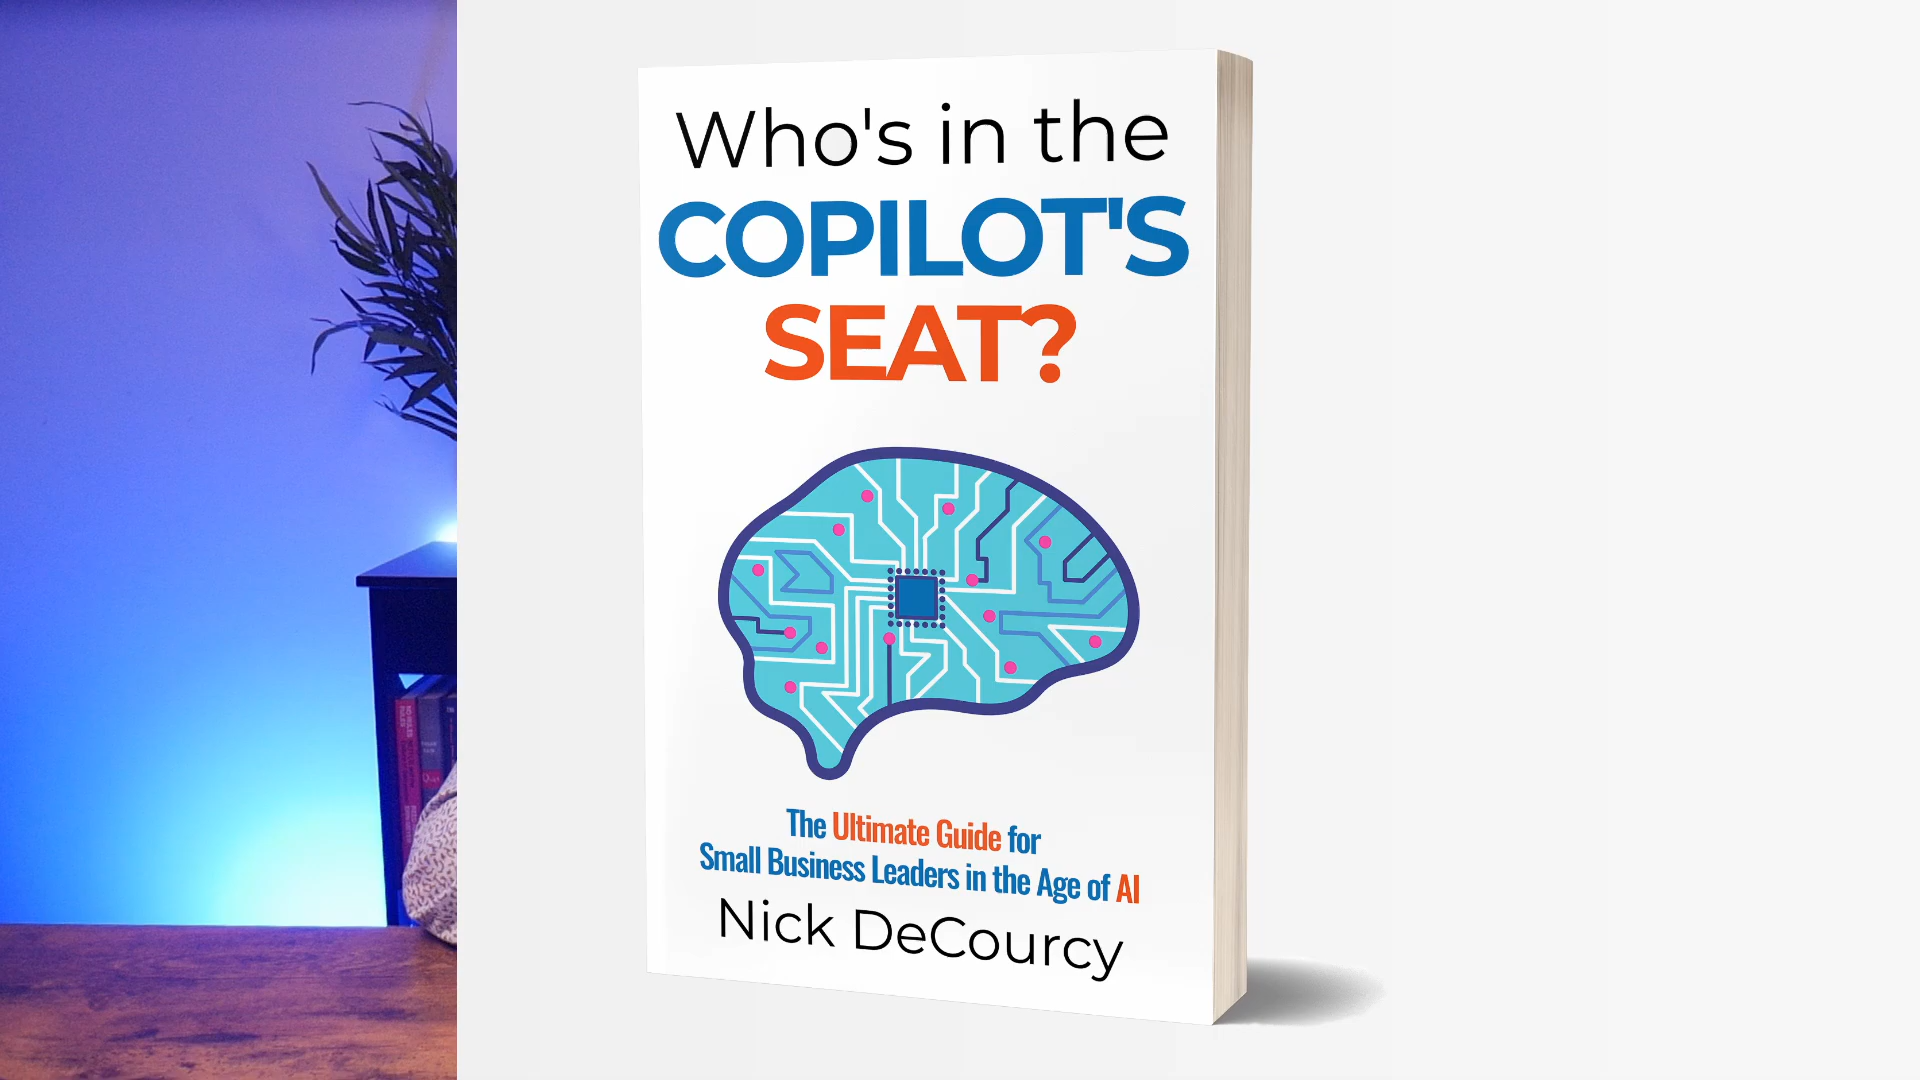 Who's in the
COPILOT'S
SEAT?
The Ultimate Guide for
Small Business Leaders in the Age of AI
Nick DeCourcy